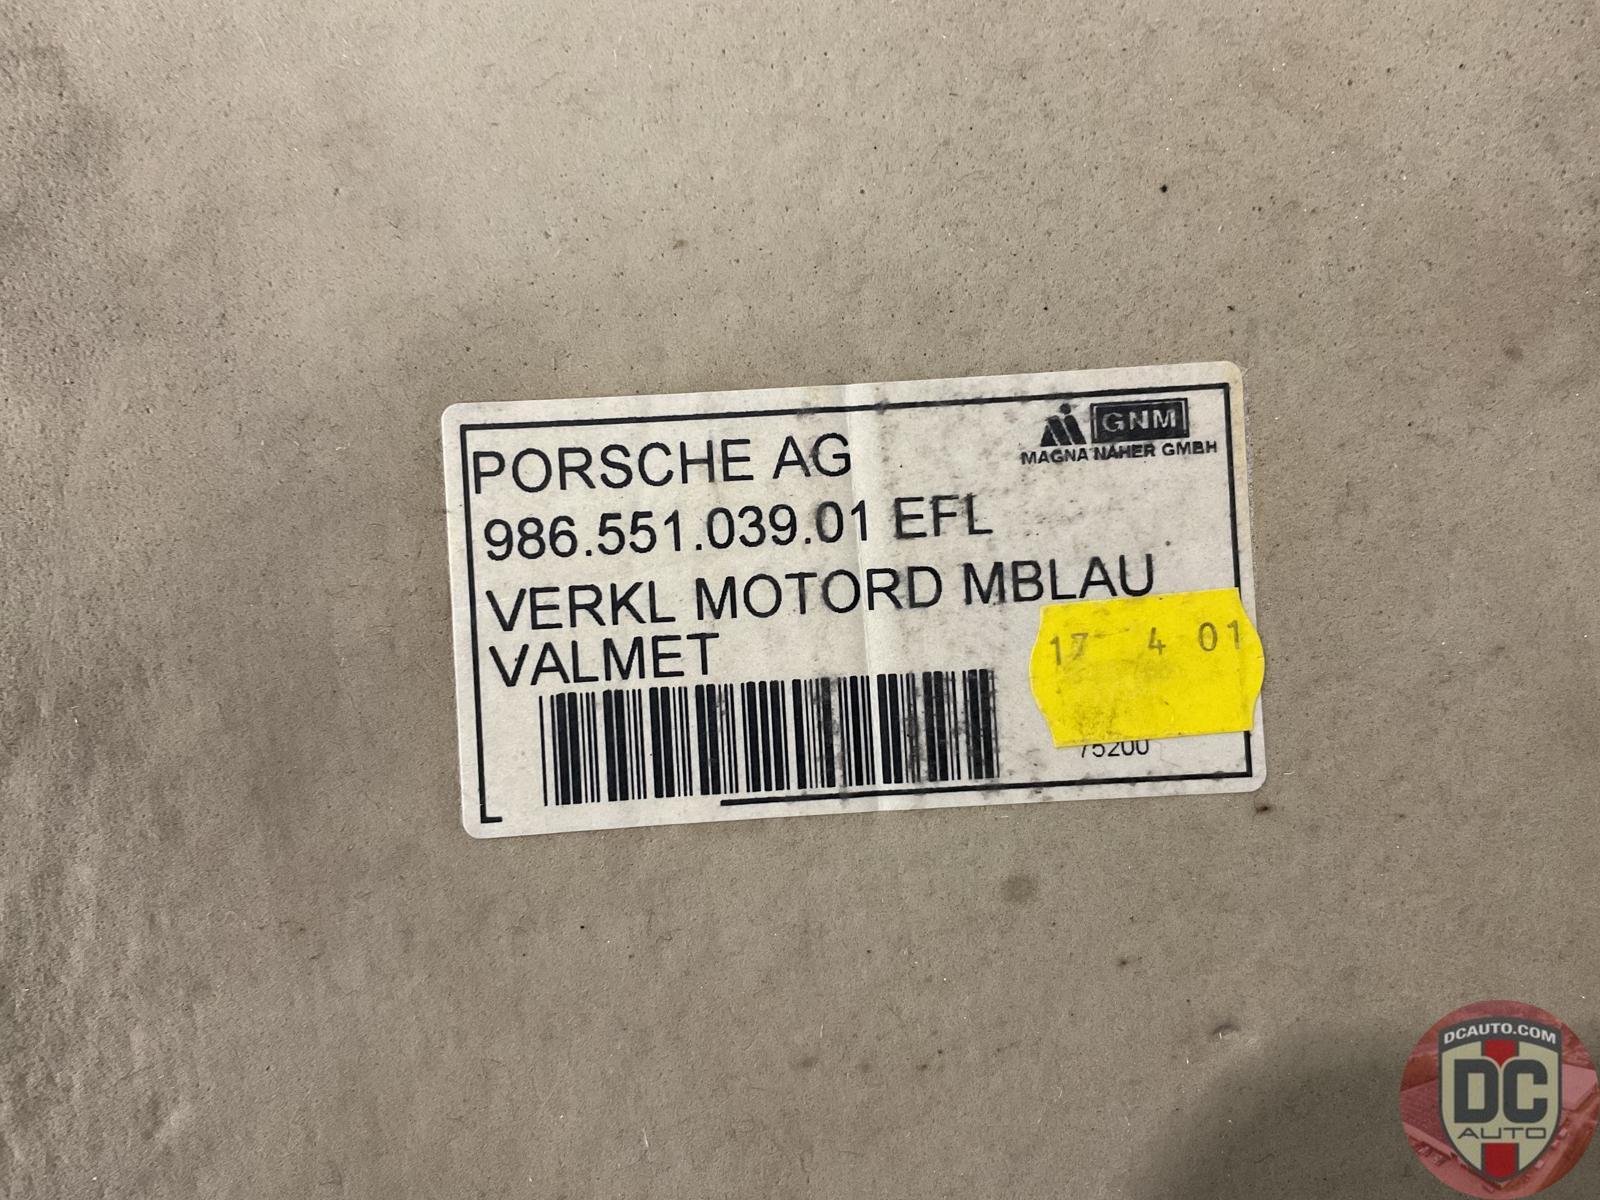 PORSCHE AG
GNM
MAGNA NAHER GMBH
986.551.039.01 EFL
VERKL MOTORD MBLAU
VALMET
17 4 01
75200
DCAUTO.COM
DC
AUTO